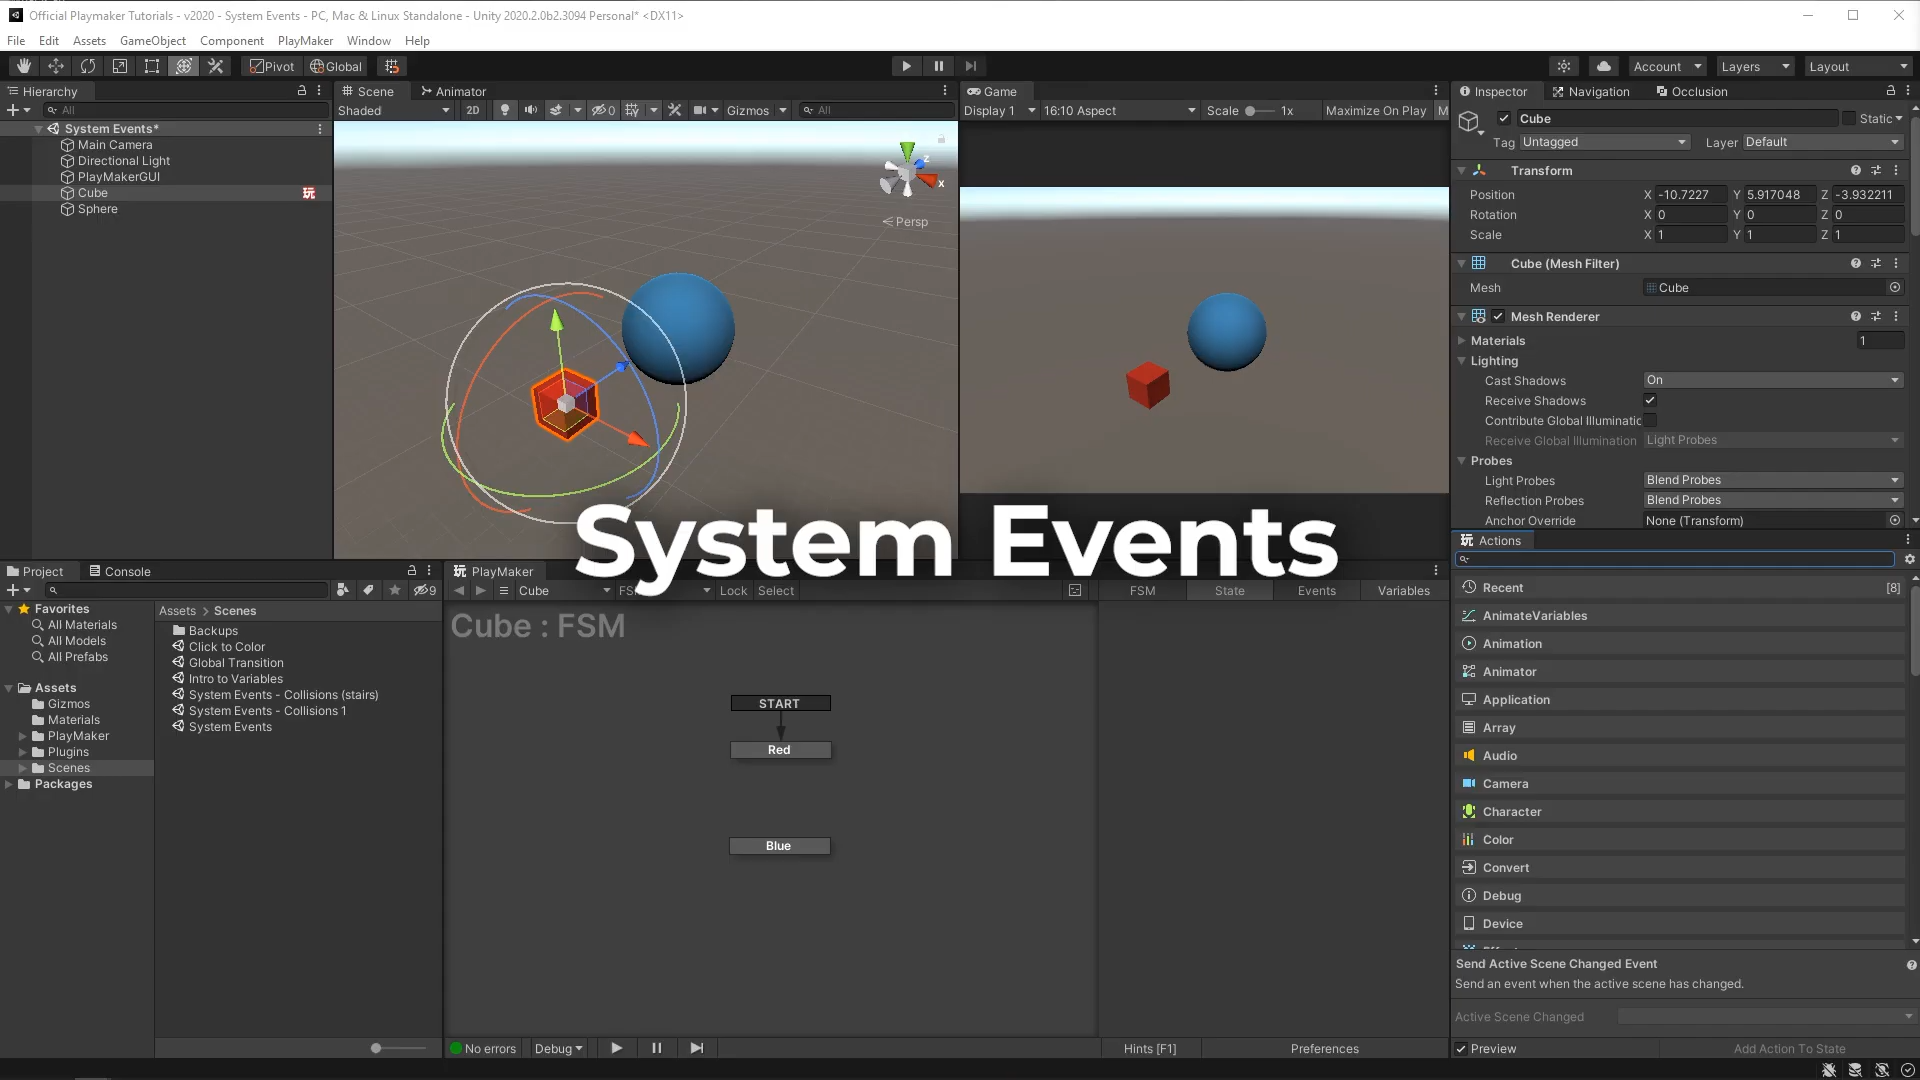 Official Playmaker Tutorials - v2020 - System Events - PC, Mac & Linux Standalone - Unity 2020.2.0b2.3094 Personal* <DX11>
File Edit Assets GameObject Component PlayMaker Window Help
Pivot Global Account Layers Layout
Hierarchy
All
System Events*
Main Camera
Directional Light
PlayMakerGUI
Cube
Sphere
Scene Animator
Shaded 2D 0 Gizmos All
Persp
x
z
Game
Display 1 16:10 Aspect Scale 1x Maximize On Play M
System Events
Inspector Navigation Occlusion
Cube Static
Tag Untagged Layer Default
Transform
Position X -10.7227 Y 5.917048 Z -3.932211
Rotation X 0 Y 0 Z 0
Scale X 1 Y 1 Z 1
Cube (Mesh Filter)
Mesh Cube
Mesh Renderer
Materials 1
Lighting
Cast Shadows On
Receive Shadows
Contribute Global Illuminatic
Receive Global Illumination Light Probes
Probes
Light Probes Blend Probes
Reflection Probes Blend Probes
Anchor Override None (Transform)
Project Console
9
Favorites
All Materials
All Models
All Prefabs
Assets
Gizmos
Materials
PlayMaker
Plugins
Scenes
Packages
Assets > Scenes
Backups
Click to Color
Global Transition
Intro to Variables
System Events - Collisions (stairs)
System Events - Collisions 1
System Events
PlayMaker
Cube FS Lock Select FSM State Events Variables
Cube : FSM
START
Red
Blue
No errors Debug Hints [F1] Preferences
Actions
Recent [8]
AnimateVariables
Animation
Animator
Application
Array
Audio
Camera
Character
Color
Convert
Debug
Device
Send Active Scene Changed Event
Send an event when the active scene has changed.
Active Scene Changed
Preview Add Action To State